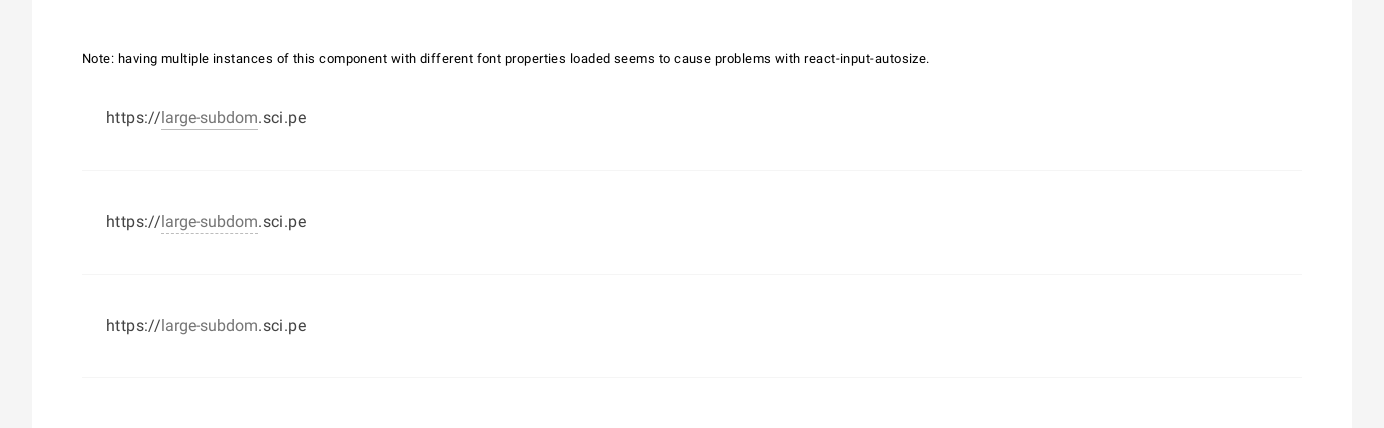 Note: having multiple instances of this component with different font properties loaded seems to cause problems with react-input-autosize.
https://large-subdom.sci.pe
https://large-subdom.sci.pe
https://large-subdom.sci.pe